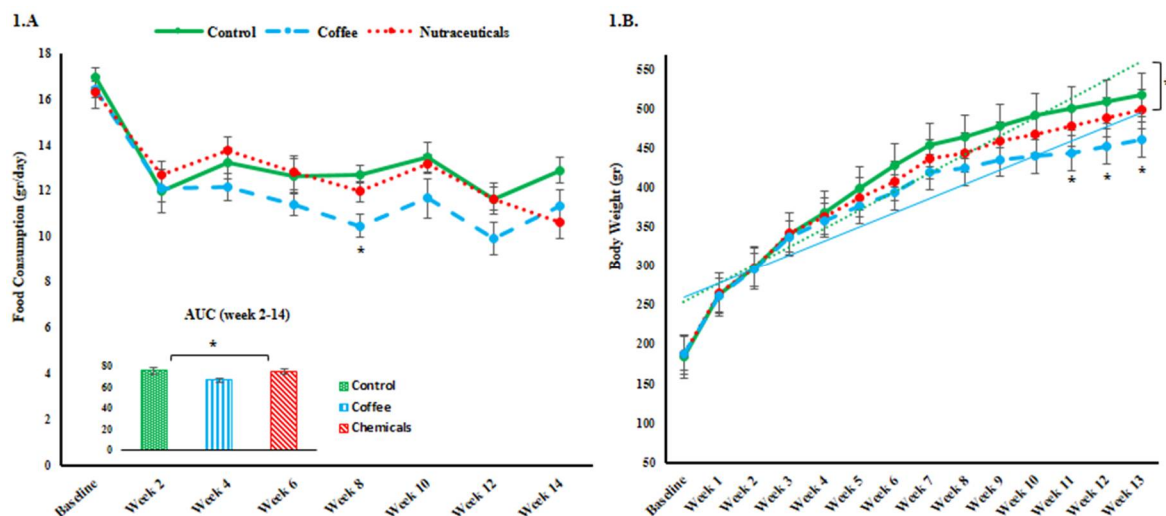 1.A
Control Coffee Nutraceuticals
Food Consumption (gr/day)
18
16
14
12
10
8
6
4
2
0
*
AUC (week 2-14)
*
80
60
40
20
0
Control
Coffee
Chemicals
Baseline
Week 2
Week 4
Week 6
Week 8
Week 10
Week 12
Week 14
1.B.
Body Weight (gr)
550
500
450
400
350
300
250
200
150
100
50
*
* * *
Baseline
Week 1
Week 2
Week 3
Week 4
Week 5
Week 6
Week 7
Week 8
Week 9
Week 10
Week 11
Week 12
Week 13